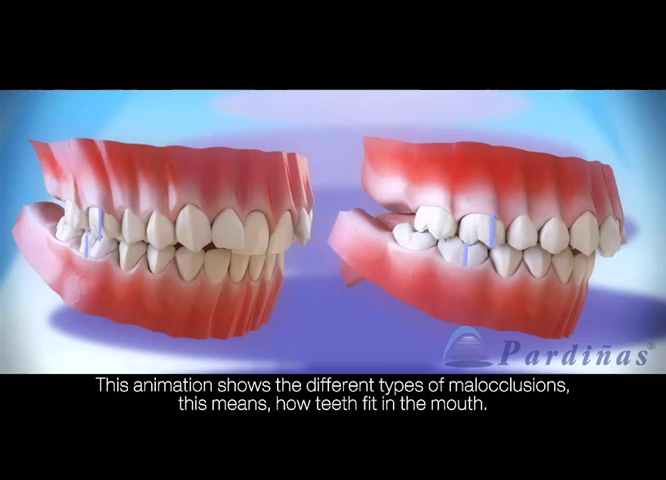 Pardiñas®
This animation shows the different types of malocclusions,
this means, how teeth fit in the mouth.